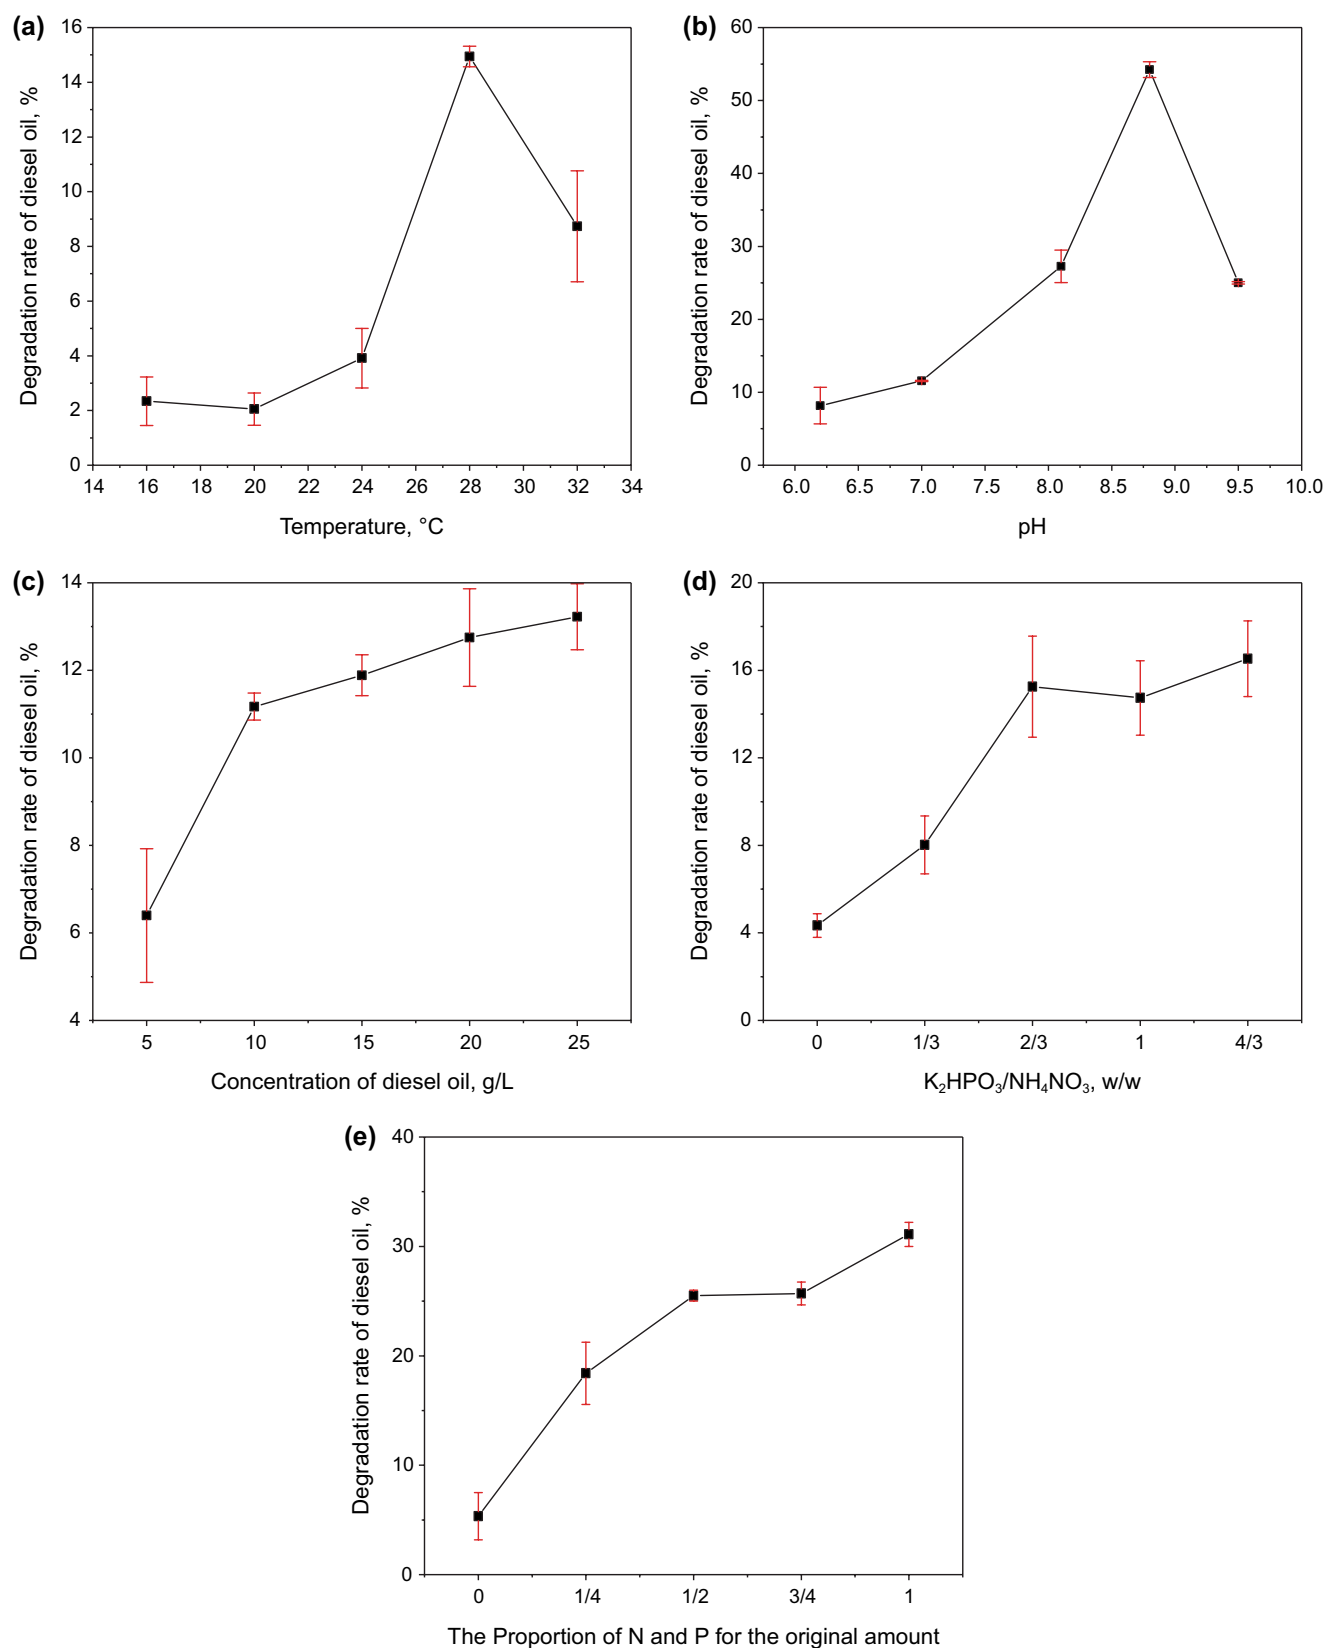 (a)
16
14
12
10
8
6
4
2
0
Degradation rate of diesel oil, %
14 16 18 20 22 24 26 28 30 32 34
Temperature, °C
(b)
60
50
40
30
20
10
0
Degradation rate of diesel oil, %
6.0 6.5 7.0 7.5 8.0 8.5 9.0 9.5 10.0
pH
(c)
14
12
10
8
6
4
Degradation rate of diesel oil, %
5 10 15 20 25
Concentration of diesel oil, g/L
(d)
20
16
12
8
4
0
Degradation rate of diesel oil, %
0 1/3 2/3 1 4/3
K₂HPO₃/NH₄NO₃, w/w
(e)
40
30
20
10
0
Degradation rate of diesel oil, %
0 1/4 1/2 3/4 1
The Proportion of N and P for the original amount